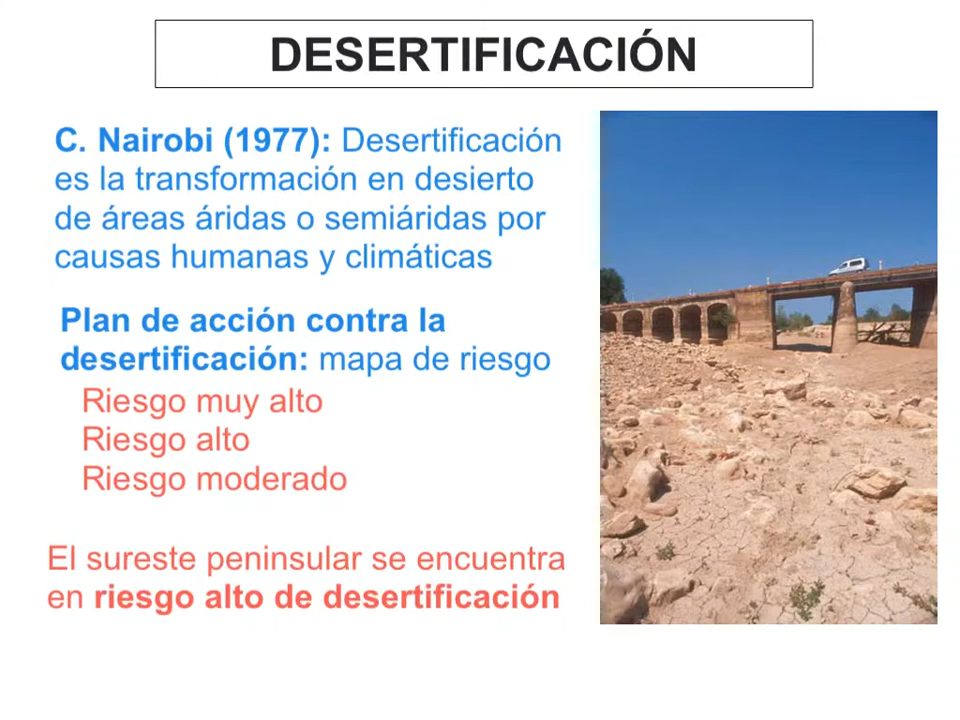 DESERTIFICACIÓN
C. Nairobi (1977): Desertificación
es la transformación en desierto
de áreas áridas o semiáridas por
causas humanas y climáticas
Plan de acción contra la
desertificación: mapa de riesgo
Riesgo muy alto
Riesgo alto
Riesgo moderado
El sureste peninsular se encuentra
en riesgo alto de desertificación